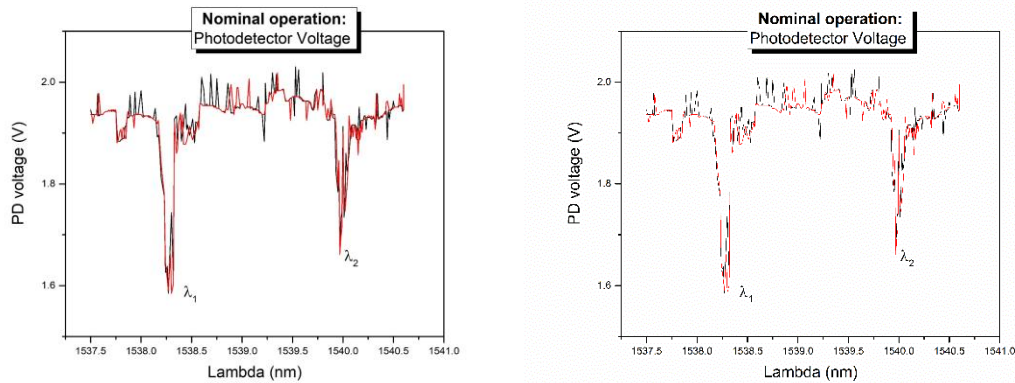 Nominal operation:
Photodetector Voltage
2.0
1.8
1.6
PD voltage (V)
λ1
λ2
1537.5 1538.0 1538.5 1539.0 1539.5 1540.0 1540.5 1541.0
Lambda (nm)
Nominal operation:
Photodetector Voltage
2.0
1.8
1.6
PD voltage (V)
λ1
λ2
1537.5 1538.0 1538.5 1539.0 1539.5 1540.0 1540.5 1541.0
Lambda (nm)